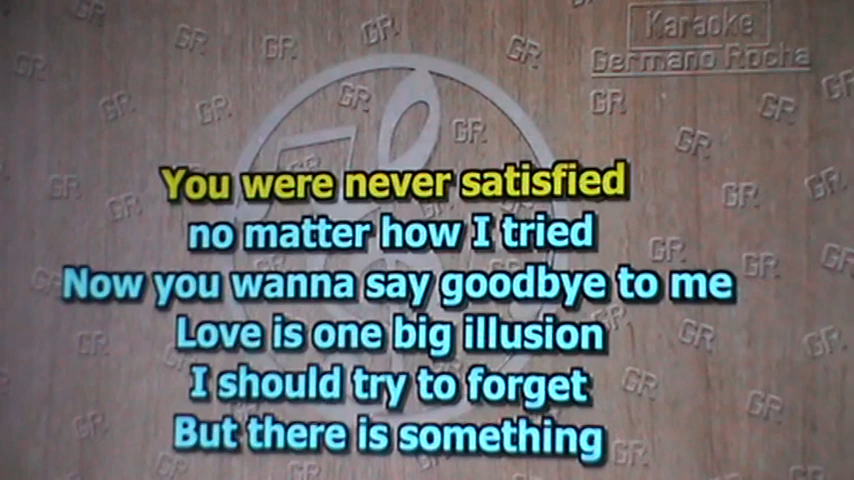 Karaoke
Germano Rocha
You were never satisfied
no matter how I tried
Now you wanna say goodbye to me
Love is one big illusion
I should try to forget
But there is something
GR